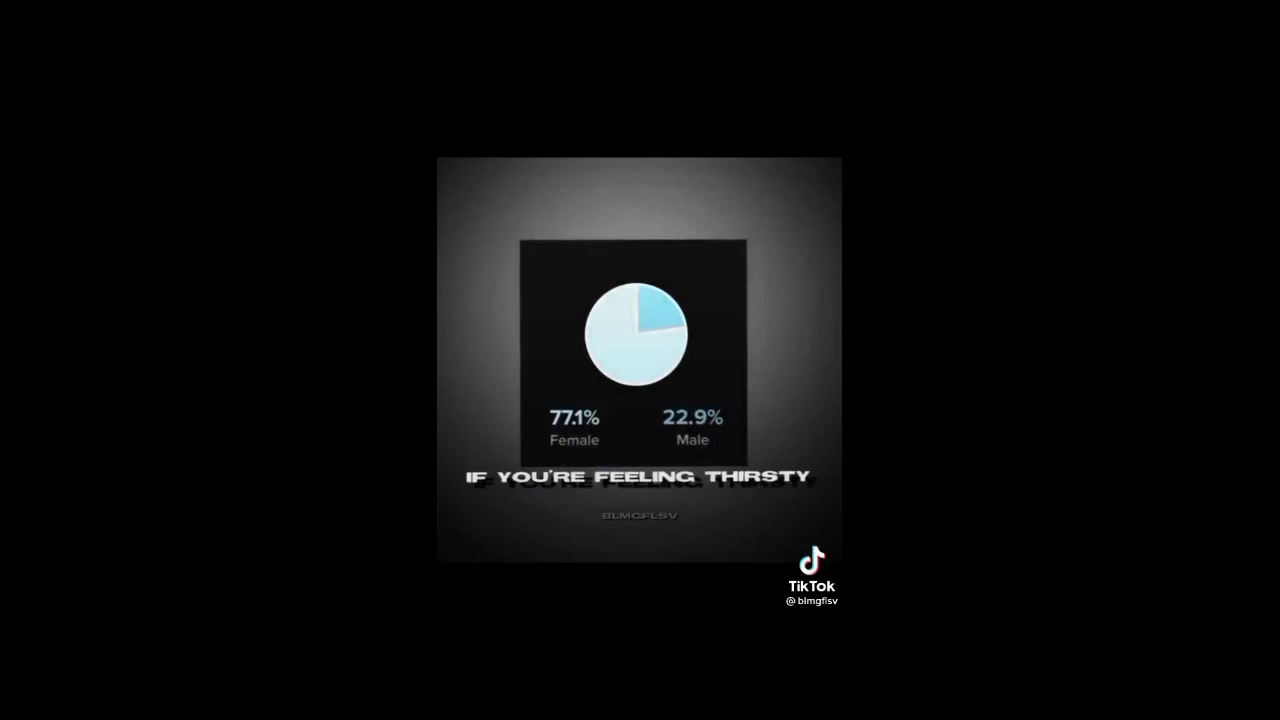 77.1% 22.9%
Female Male
IF YOU'RE FEELING THIRSTY
BLMGFLSV
TikTok
@ blmgflsv